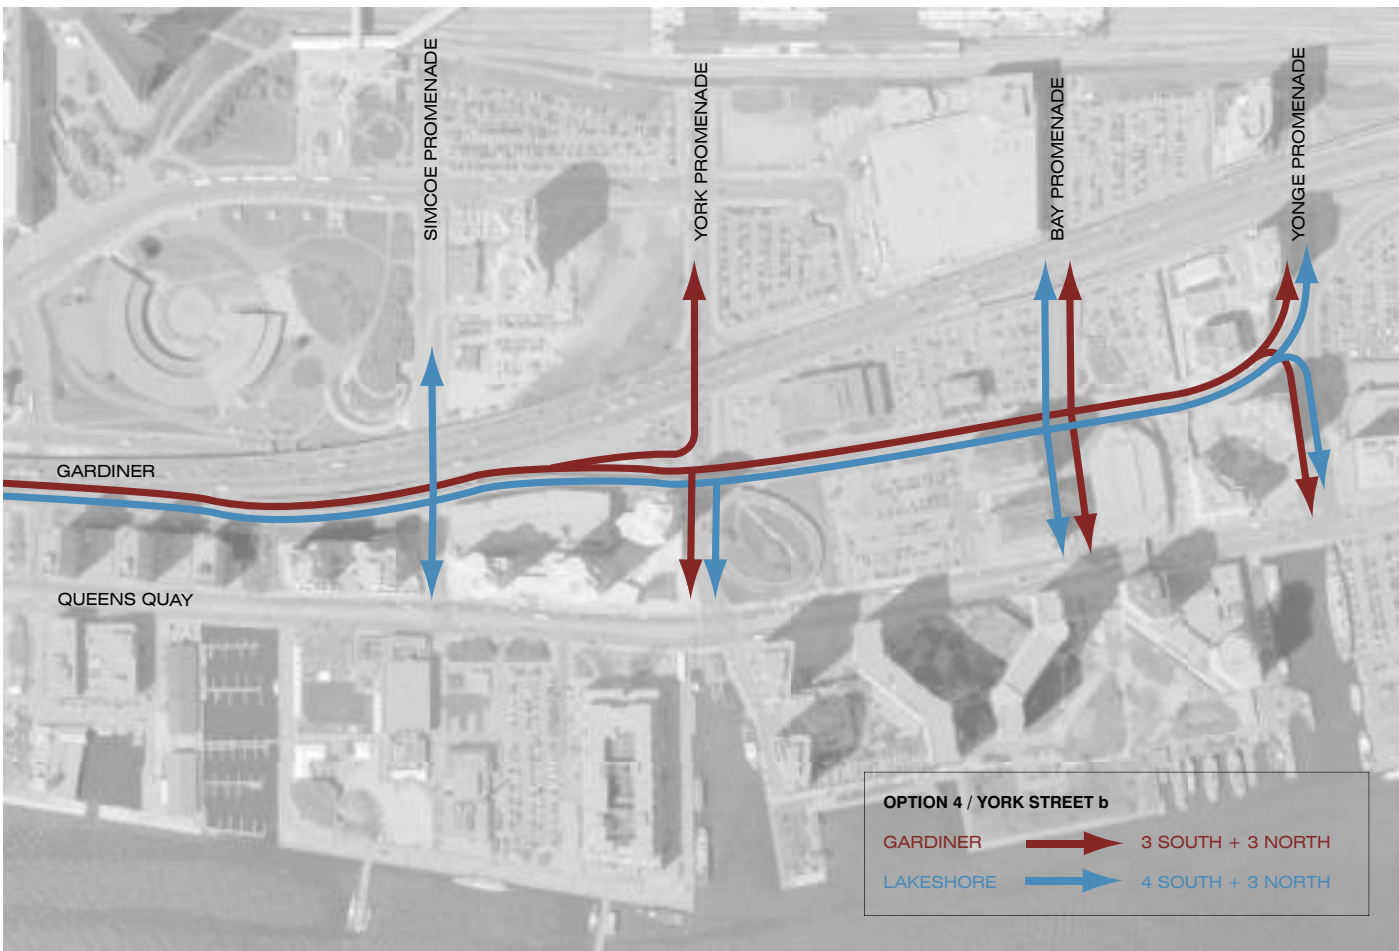 SIMCOE PROMENADE
YORK PROMENADE
BAY PROMENADE
YONGE PROMENADE
GARDINER
QUEENS QUAY
OPTION 4 / YORK STREET b
GARDINER 3 SOUTH + 3 NORTH
LAKESHORE 4 SOUTH + 3 NORTH